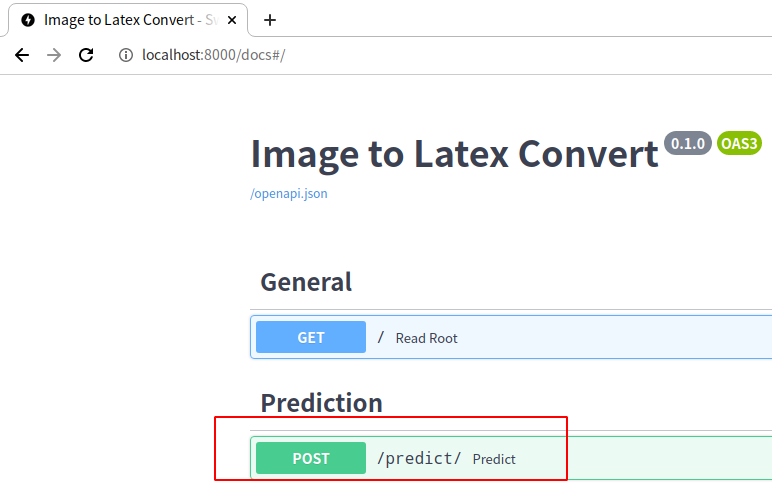 Image to Latex Convert - Sw
localhost:8000/docs#/
Image to Latex Convert 0.1.0 OAS3
/openapi.json
General
GET / Read Root
Prediction
POST /predict/ Predict